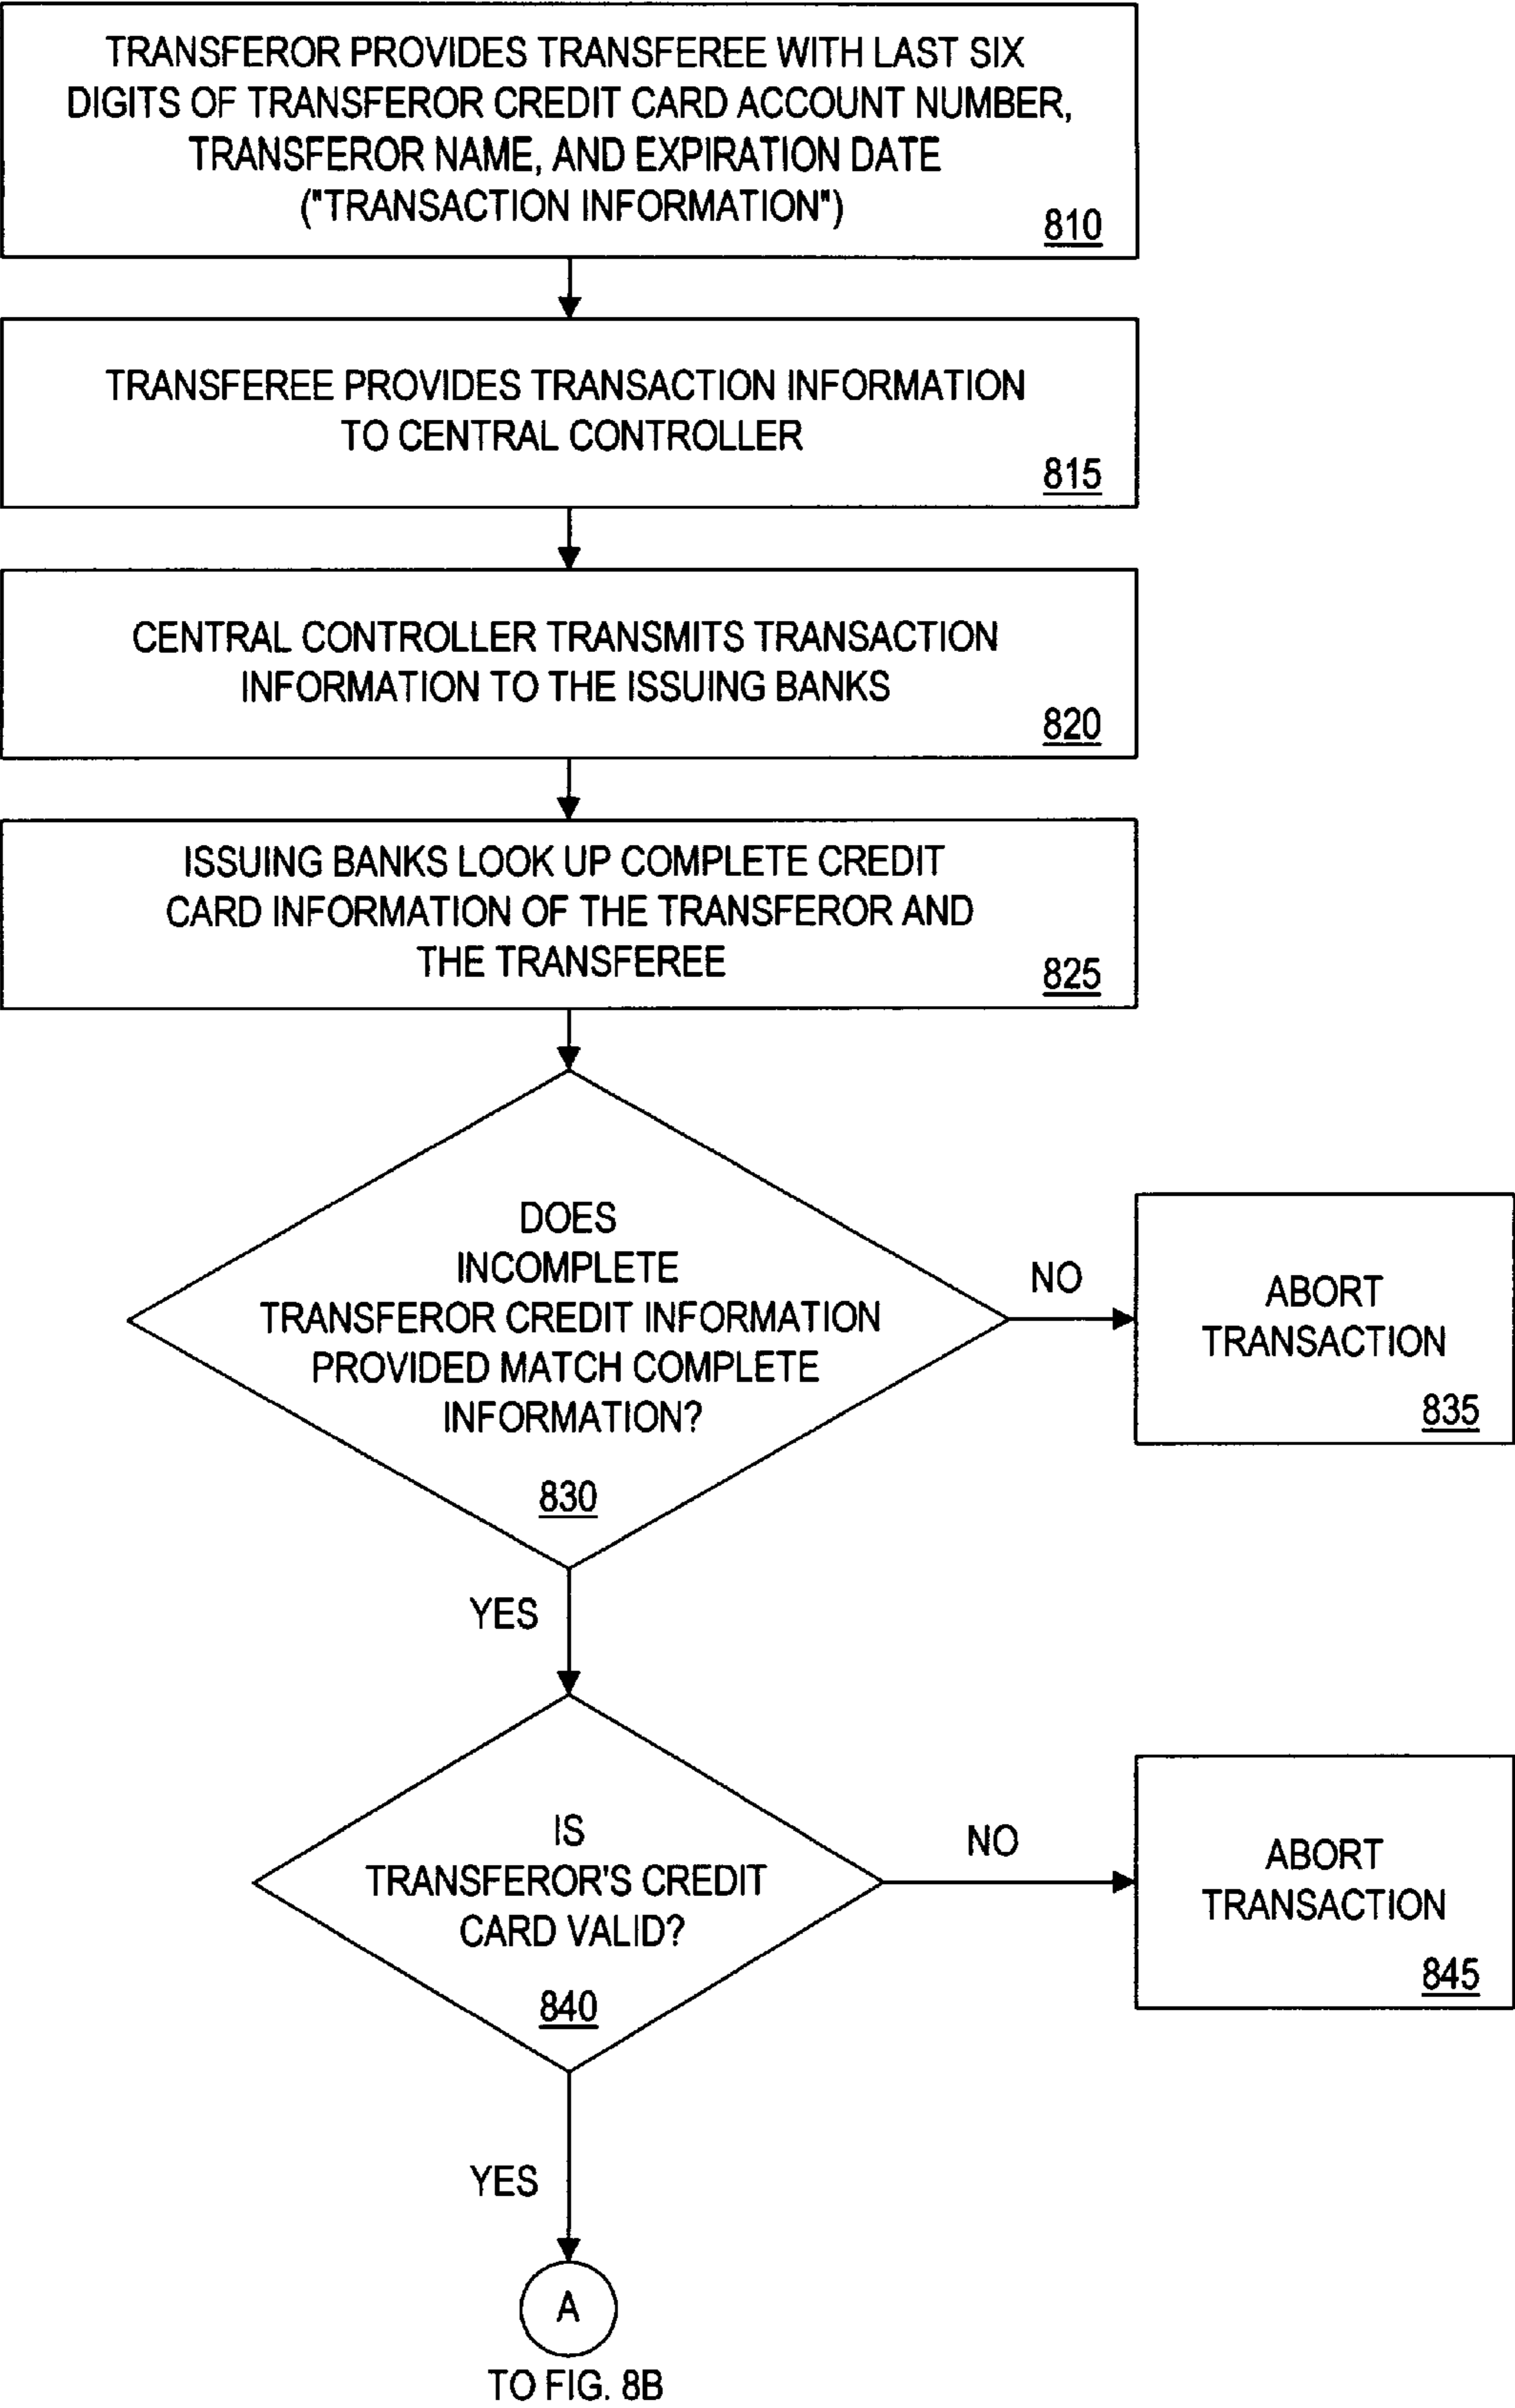 TRANSFEROR PROVIDES TRANSFEREE WITH LAST SIX
DIGITS OF TRANSFEROR CREDIT CARD ACCOUNT NUMBER,
TRANSFEROR NAME, AND EXPIRATION DATE
("TRANSACTION INFORMATION")
810
TRANSFEREE PROVIDES TRANSACTION INFORMATION
TO CENTRAL CONTROLLER
815
CENTRAL CONTROLLER TRANSMITS TRANSACTION
INFORMATION TO THE ISSUING BANKS
820
ISSUING BANKS LOOK UP COMPLETE CREDIT
CARD INFORMATION OF THE TRANSFEROR AND
THE TRANSFEREE
825
DOES
INCOMPLETE
TRANSFEROR CREDIT INFORMATION
PROVIDED MATCH COMPLETE
INFORMATION?
830
NO
ABORT
TRANSACTION
835
YES
IS
TRANSFEROR'S CREDIT
CARD VALID?
840
NO
ABORT
TRANSACTION
845
YES
A
TO FIG. 8B